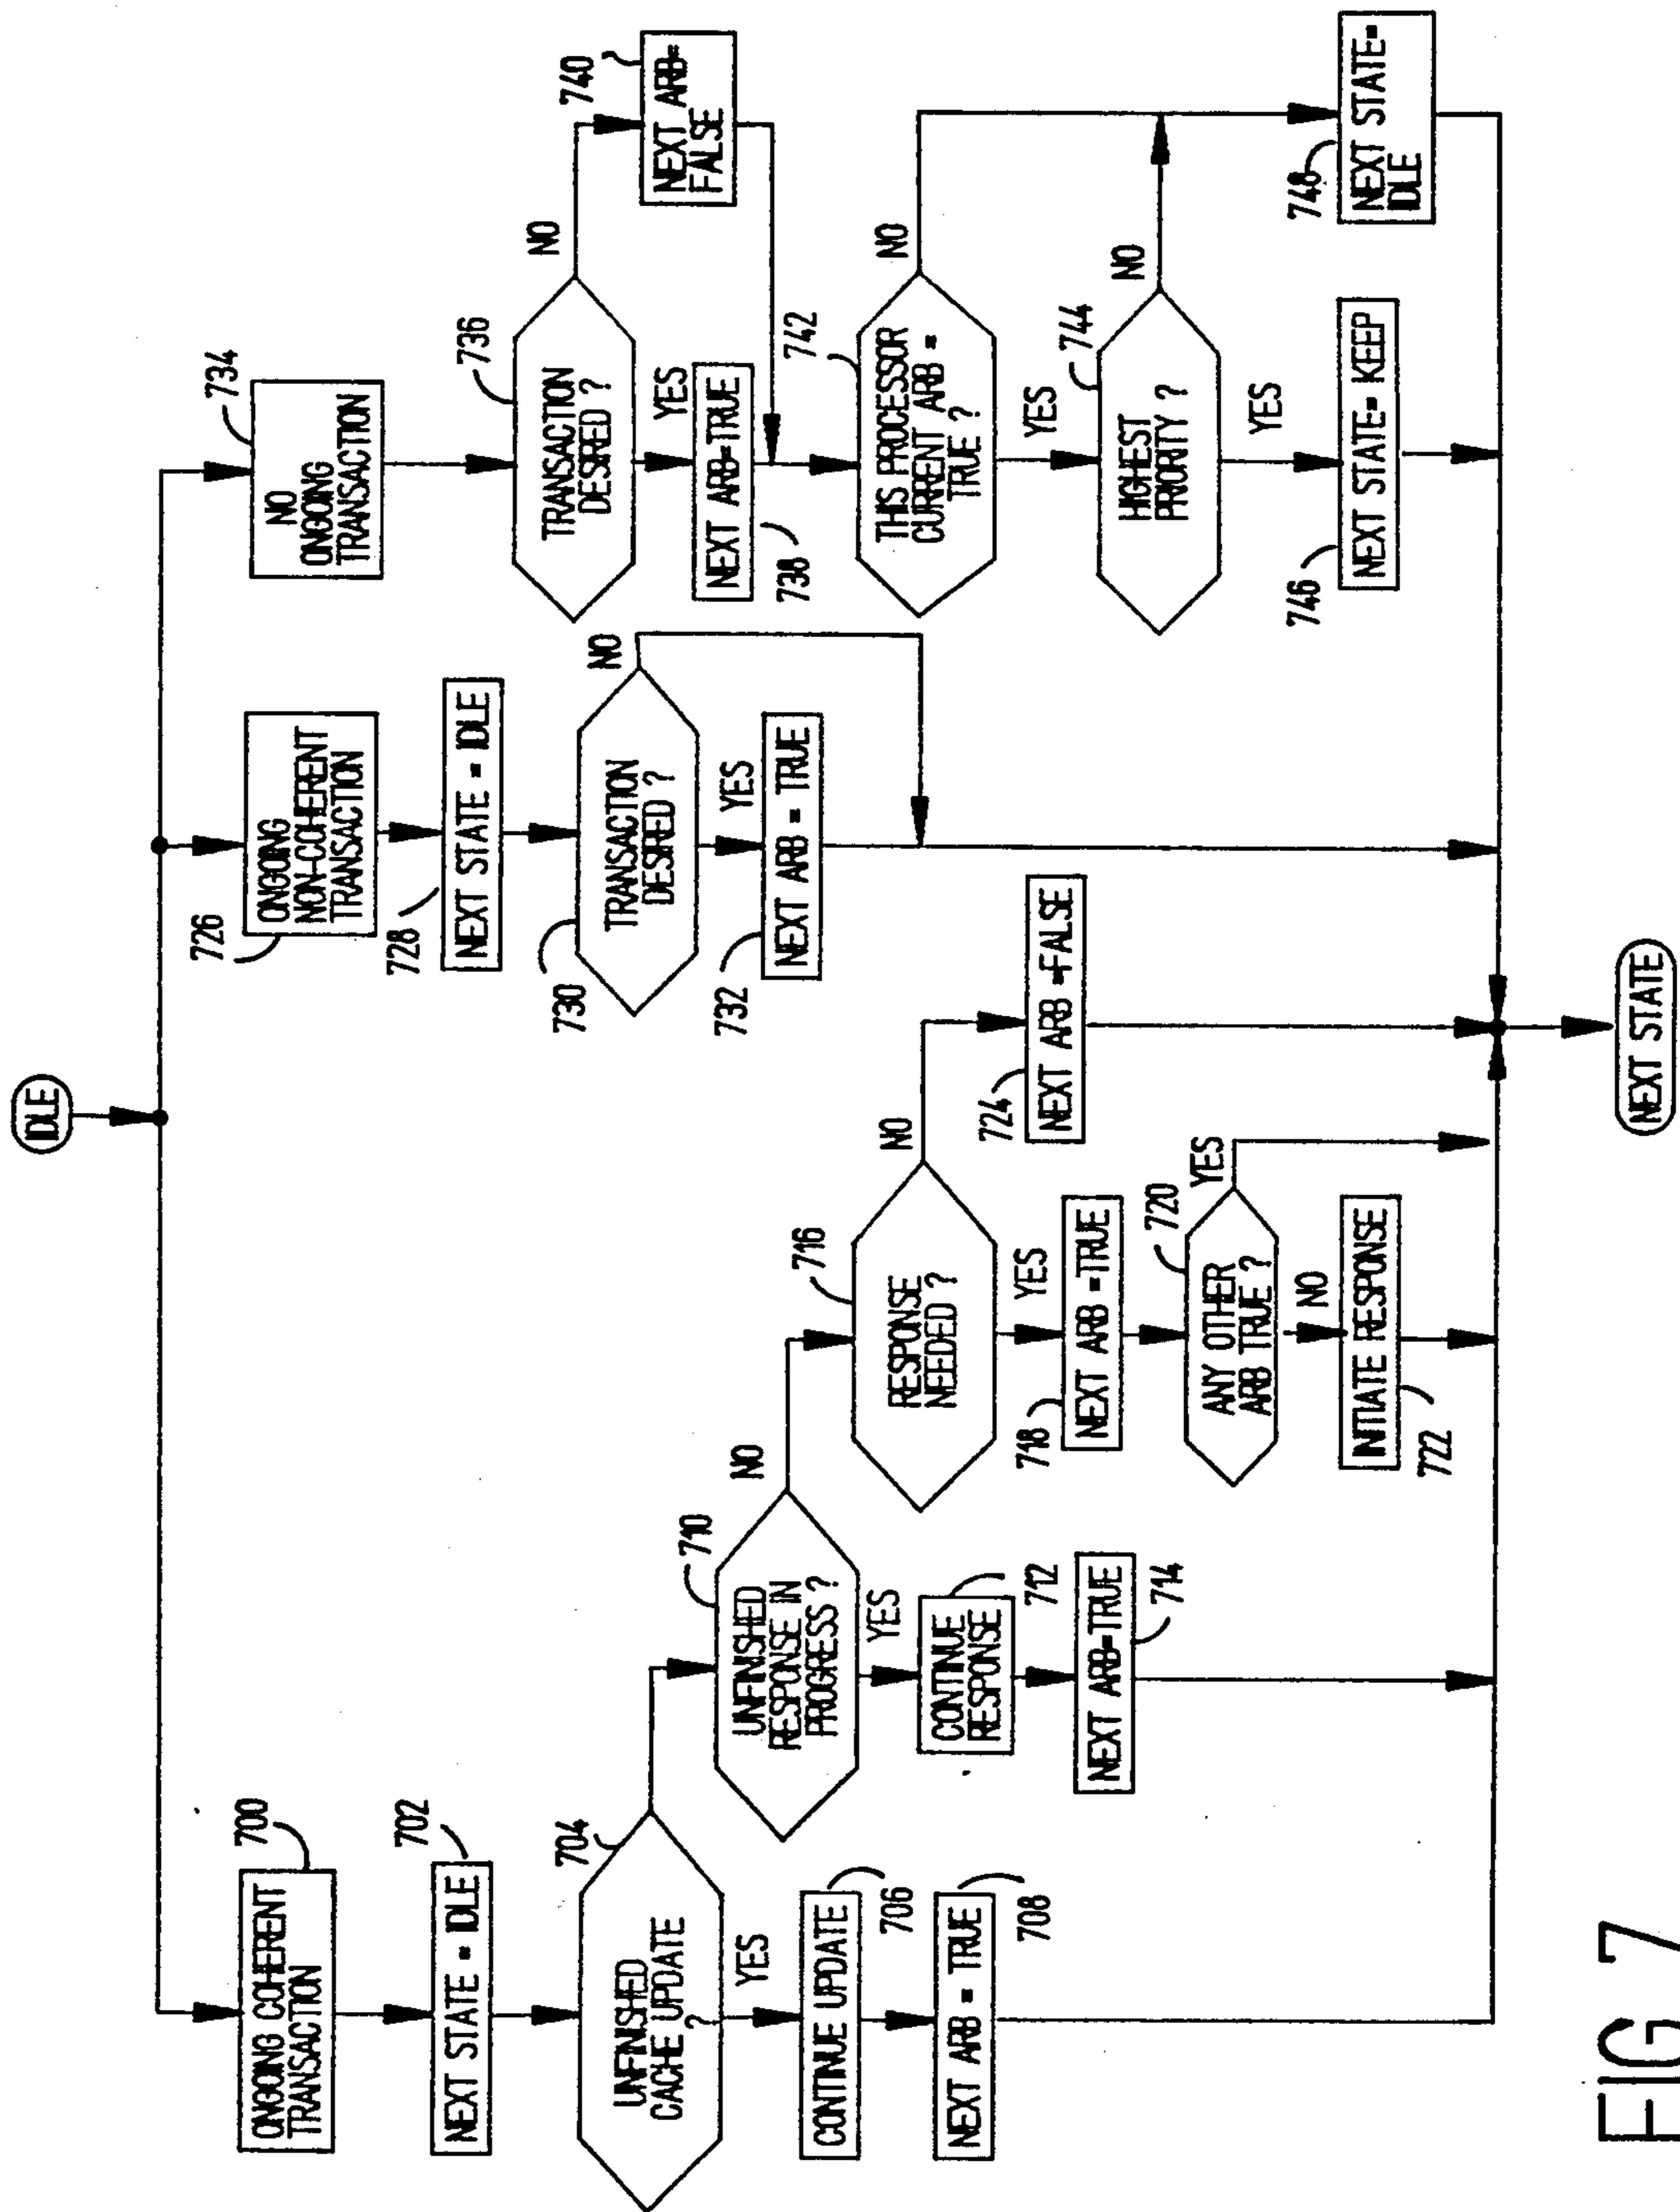 IDLE
700
ONGOING COHERENT
TRANSACTION
702
NEXT STATE = IDLE
704
UNFINISHED
CACHE UPDATE
?
YES
CONTINUE UPDATE
706
NEXT ARB = TRUE
708
710
UNFINISHED
RESPONSE IN
PROGRESS ?
NO
YES
CONTINUE
RESPONSE
712
NEXT ARB=TRUE
714
716
RESPONSE
NEEDED ?
NO
YES
718
NEXT ARB =TRUE
720
ANY OTHER
ARB TRUE ?
YES
NO
INITIATE RESPONSE
722
724
NEXT ARB =FALSE
726
ONGOING
NON-COHERENT
TRANSACTION
728
NEXT STATE = IDLE
730
TRANSACTION
DESIRED ?
NO
YES
732
NEXT ARB = TRUE
734
NO
ONGOING
TRANSACTION
736
TRANSACTION
DESIRED ?
NO
YES
NEXT ARB=TRUE
738
740
NEXT ARB=
FALSE
742
THIS PROCESSOR
CURRENT ARB =
TRUE ?
NO
YES
744
HIGHEST
PRIORITY ?
NO
YES
746
NEXT STATE= KEEP
748
NEXT STATE=
IDLE
NEXT STATE
FIG 7